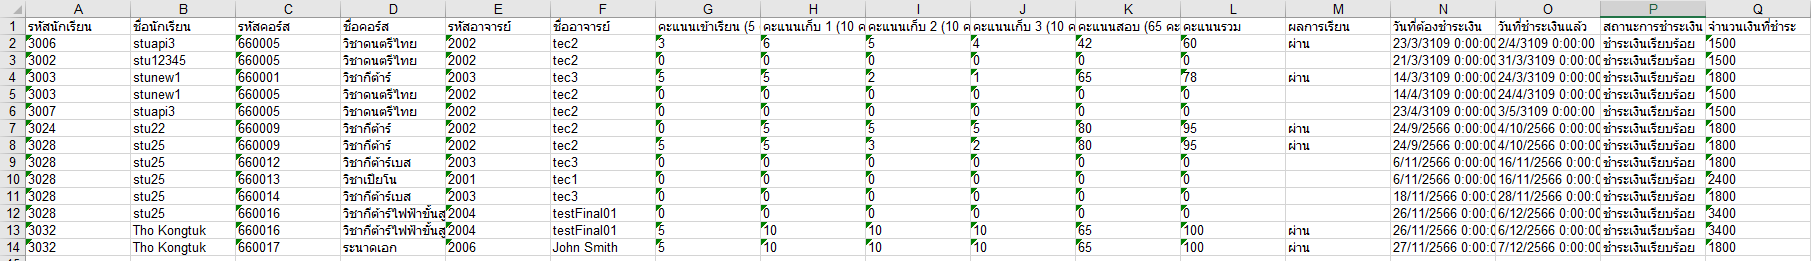 A B C D E F G H I J K L M N O P Q
1 รหัสนักเรียน ชื่อนักเรียน รหัสคอร์ส ชื่อคอร์ส รหัสอาจารย์ ชื่ออาจารย์ คะแนนเข้าเรียน (5 คะแนนเก็บ 1 (10 ค คะแนนเก็บ 2 (10 ค คะแนนเก็บ 3 (10 ค คะแนนสอบ (65 คะ คะแนนรวม ผลการเรียน วันที่ต้องชำระเงิน วันที่ชำระเงินแล้ว สถานะการชำระเงิน จำนวนเงินที่ชำระ
2 3006 stuapi3 660005 วิชาดนตรีไทย 2002 tec2 3 6 5 4 42 60 ผ่าน 23/3/3109 0:00:00 2/4/3109 0:00:00 ชำระเงินเรียบร้อย 1500
3 3002 stu12345 660005 วิชาดนตรีไทย 2002 tec2 0 0 0 0 0 0 21/3/3109 0:00:00 31/3/3109 0:00:00 ชำระเงินเรียบร้อย 1500
4 3003 stunew1 660001 วิชากีต้าร์ 2003 tec3 5 5 2 1 65 78 ผ่าน 14/3/3109 0:00:00 24/3/3109 0:00:00 ชำระเงินเรียบร้อย 1800
5 3003 stunew1 660005 วิชาดนตรีไทย 2002 tec2 0 0 0 0 0 0 14/4/3109 0:00:00 24/4/3109 0:00:00 ชำระเงินเรียบร้อย 1500
6 3007 stuapi3 660005 วิชาดนตรีไทย 2002 tec2 0 0 0 0 0 0 23/4/3109 0:00:00 3/5/3109 0:00:00 ชำระเงินเรียบร้อย 1500
7 3024 stu22 660009 วิชากีต้าร์ 2002 tec2 0 5 5 5 80 95 ผ่าน 24/9/2566 0:00:00 4/10/2566 0:00:00 ชำระเงินเรียบร้อย 1800
8 3028 stu25 660009 วิชากีต้าร์ 2002 tec2 5 5 3 2 80 95 ผ่าน 24/9/2566 0:00:00 4/10/2566 0:00:00 ชำระเงินเรียบร้อย 1800
9 3028 stu25 660012 วิชากีต้าร์เบส 2003 tec3 0 0 0 0 0 0 6/11/2566 0:00:00 16/11/2566 0:00:0 ชำระเงินเรียบร้อย 1800
10 3028 stu25 660013 วิชาเปียโน 2001 tec1 0 0 0 0 0 0 6/11/2566 0:00:00 16/11/2566 0:00:0 ชำระเงินเรียบร้อย 2400
11 3028 stu25 660014 วิชากีต้าร์เบส 2003 tec3 0 0 0 0 0 0 18/11/2566 0:00:0 28/11/2566 0:00:0 ชำระเงินเรียบร้อย 1800
12 3028 stu25 660016 วิชากีต้าร์ไฟฟ้าขั้นสู 2004 testFinal01 0 0 0 0 0 0 26/11/2566 0:00:0 6/12/2566 0:00:00 ชำระเงินเรียบร้อย 3400
13 3032 Tho Kongtuk 660016 วิชากีต้าร์ไฟฟ้าขั้นสู 2004 testFinal01 5 10 10 10 65 100 ผ่าน 26/11/2566 0:00:0 6/12/2566 0:00:00 ชำระเงินเรียบร้อย 3400
14 3032 Tho Kongtuk 660017 ระนาดเอก 2006 John Smith 5 10 10 10 65 100 ผ่าน 27/11/2566 0:00:0 7/12/2566 0:00:00 ชำระเงินเรียบร้อย 1800